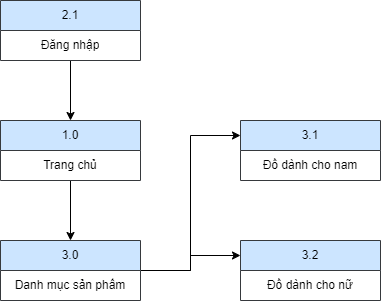 2.1
Đăng nhập
1.0
Trang chủ
3.1
Đồ dành cho nam
3.0
Danh mục sản phẩm
3.2
Đồ dành cho nữ